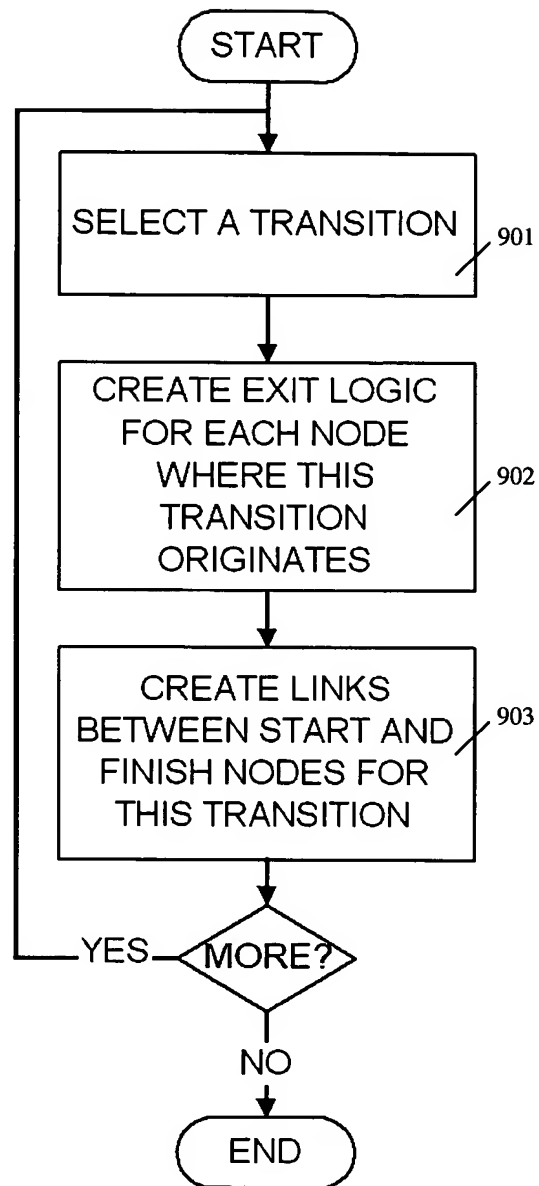 START
SELECT A TRANSITION
901
CREATE EXIT LOGIC
FOR EACH NODE
WHERE THIS
TRANSITION
ORIGINATES
902
CREATE LINKS
BETWEEN START AND
FINISH NODES FOR
THIS TRANSITION
903
YES
MORE?
NO
END